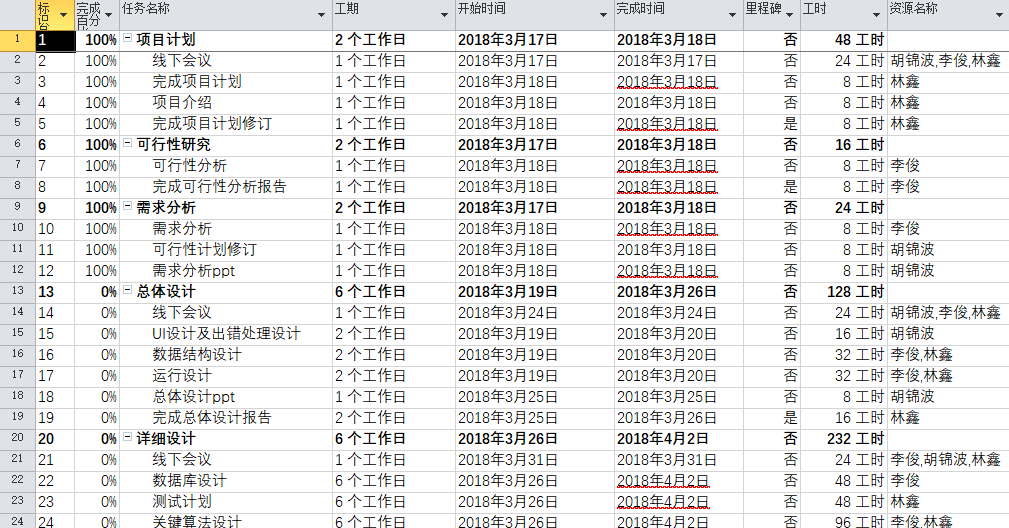 标识号 完成百分比 任务名称 工期 开始时间 完成时间 里程碑 工时 资源名称
1 1 100% 项目计划 2 个工作日 2018年3月17日 2018年3月18日 否 48 工时
2 2 100% 线下会议 1 个工作日 2018年3月17日 2018年3月17日 否 24 工时 胡锦波,李俊,林鑫
3 3 100% 完成项目计划 1 个工作日 2018年3月18日 2018年3月18日 否 8 工时 林鑫
4 4 100% 项目介绍 1 个工作日 2018年3月18日 2018年3月18日 否 8 工时 林鑫
5 5 100% 完成项目计划修订 1 个工作日 2018年3月18日 2018年3月18日 是 8 工时 林鑫
6 6 100% 可行性研究 2 个工作日 2018年3月17日 2018年3月18日 否 16 工时
7 7 100% 可行性分析 1 个工作日 2018年3月18日 2018年3月18日 否 8 工时 李俊
8 8 100% 完成可行性分析报告 1 个工作日 2018年3月18日 2018年3月18日 是 8 工时 李俊
9 9 100% 需求分析 2 个工作日 2018年3月17日 2018年3月18日 否 24 工时
10 10 100% 需求分析 1 个工作日 2018年3月18日 2018年3月18日 否 8 工时 李俊
11 11 100% 可行性计划修订 1 个工作日 2018年3月18日 2018年3月18日 否 8 工时 胡锦波
12 12 100% 需求分析ppt 1 个工作日 2018年3月18日 2018年3月18日 否 8 工时 胡锦波
13 13 0% 总体设计 6 个工作日 2018年3月19日 2018年3月26日 否 128 工时
14 14 0% 线下会议 1 个工作日 2018年3月24日 2018年3月24日 否 24 工时 胡锦波,李俊,林鑫
15 15 0% UI设计及出错处理设计 2 个工作日 2018年3月19日 2018年3月20日 否 16 工时 胡锦波
16 16 0% 数据结构设计 2 个工作日 2018年3月19日 2018年3月20日 否 32 工时 李俊,林鑫
17 17 0% 运行设计 2 个工作日 2018年3月19日 2018年3月20日 否 32 工时 李俊,林鑫
18 18 0% 总体设计ppt 1 个工作日 2018年3月25日 2018年3月25日 否 8 工时 胡锦波
19 19 0% 完成总体设计报告 2 个工作日 2018年3月25日 2018年3月26日 是 16 工时 林鑫
20 20 0% 详细设计 6 个工作日 2018年3月26日 2018年4月2日 否 232 工时
21 21 0% 线下会议 1 个工作日 2018年3月31日 2018年3月31日 否 24 工时 李俊,胡锦波,林鑫
22 22 0% 数据库设计 6 个工作日 2018年3月26日 2018年4月2日 否 48 工时 李俊
23 23 0% 测试计划 6 个工作日 2018年3月26日 2018年4月2日 否 48 工时 林鑫
24 24 0% 关键算法设计 6 个工作日 2018年3月26日 2018年4月2日 否 96 工时 李俊,林鑫